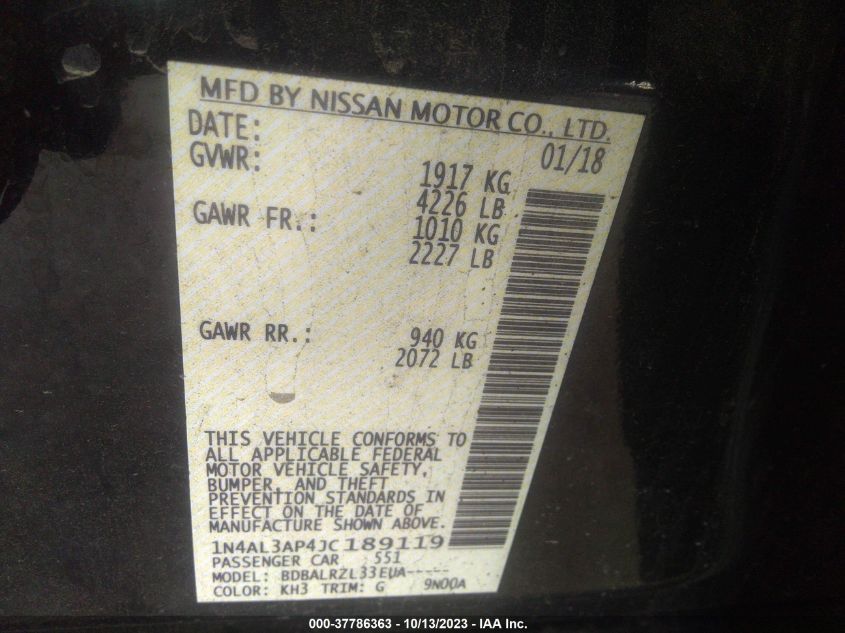 MFD BY NISSAN MOTOR CO., LTD.
DATE: 01/18
GVWR: 1917 KG
4226 LB
GAWR FR.: 1010 KG
2227 LB
GAWR RR.: 940 KG
2072 LB
THIS VEHICLE CONFORMS TO
ALL APPLICABLE FEDERAL
MOTOR VEHICLE SAFETY,
BUMPER, AND THEFT
PREVENTION STANDARDS IN
EFFECT ON THE DATE OF
MANUFACTURE SHOWN ABOVE.
1N4AL3AP4JC189119
PASSENGER CAR 551
MODEL: BDBALRZL33EUA-----
COLOR: KH3 TRIM: G 9N00A
000-37786363 - 10/13/2023 - IAA Inc.